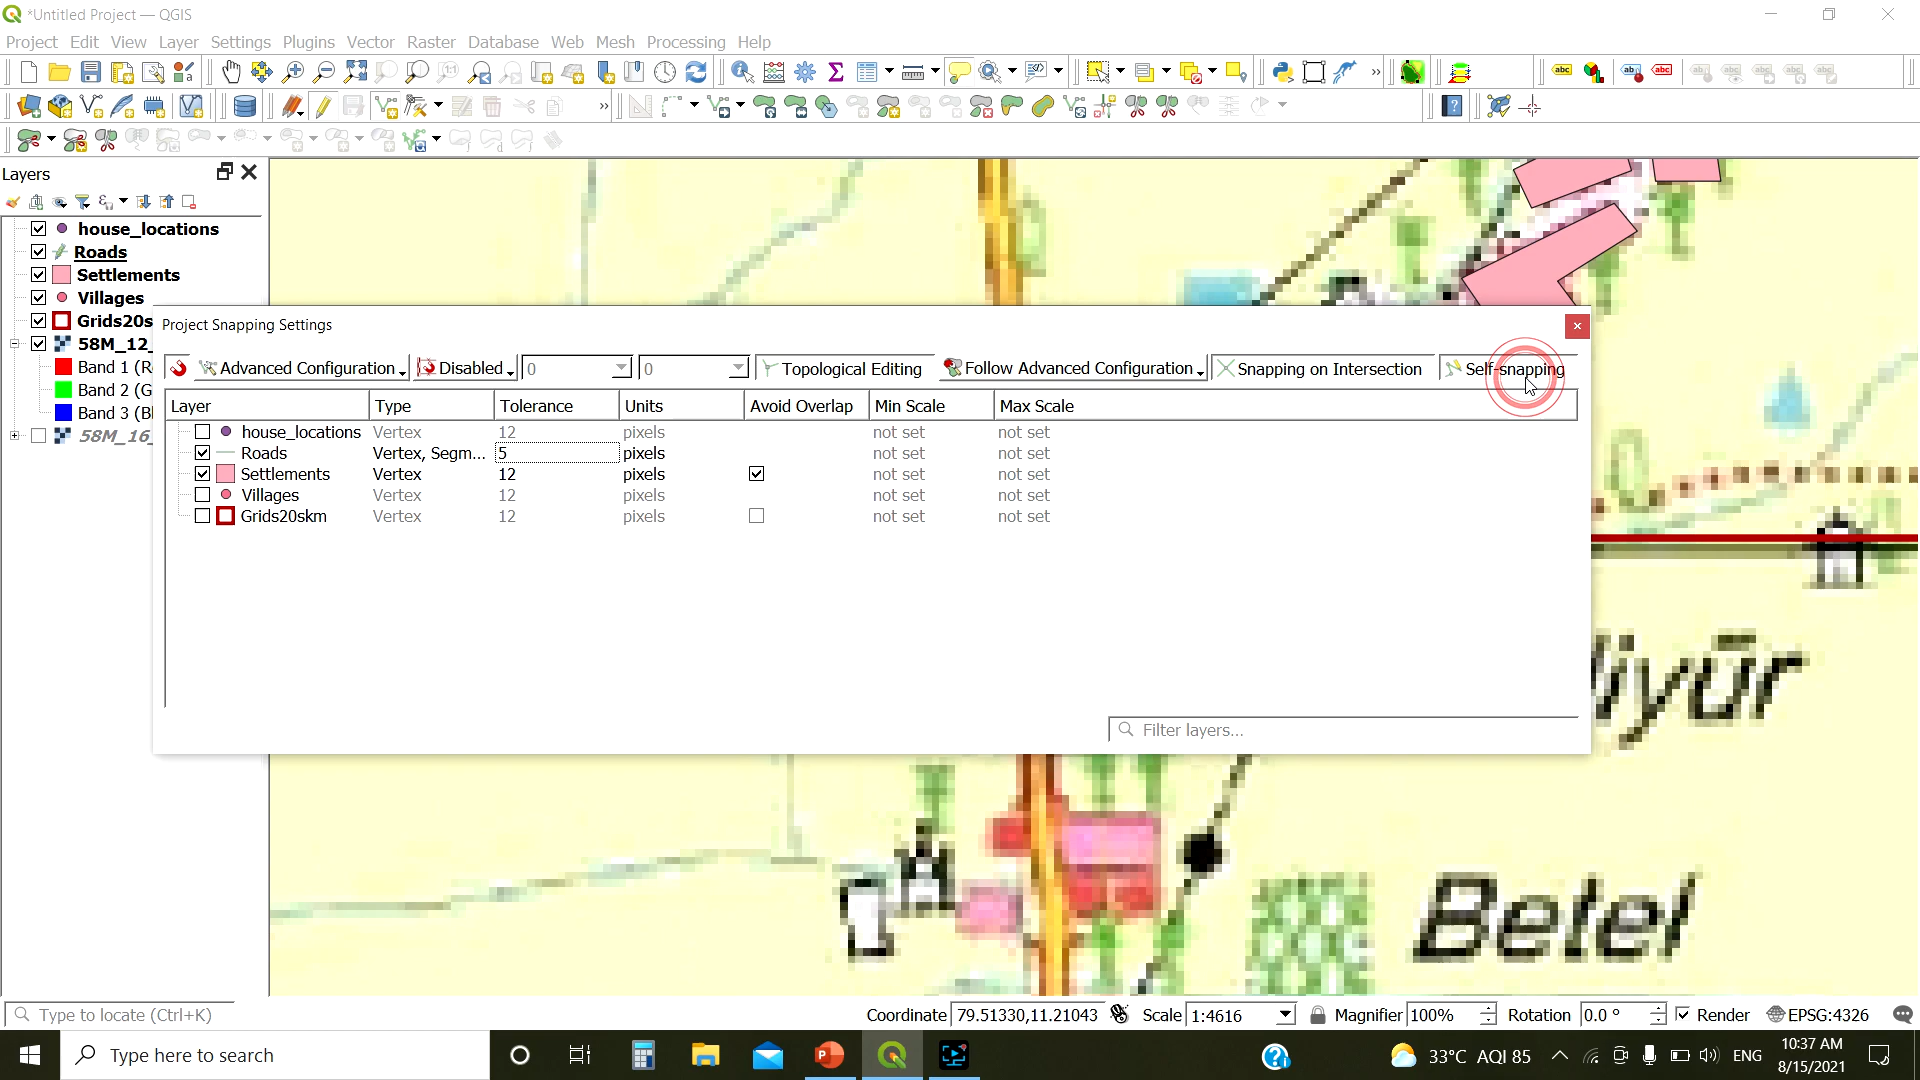 *Untitled Project — QGIS
Project Edit View Layer Settings Plugins Vector Raster Database Web Mesh Processing Help
Layers
house_locations
Roads
Settlements
Villages
Grids20s
58M_12_
Band 1 (R
Band 2 (G
Band 3 (Bl
58M_16_
Project Snapping Settings
Advanced Configuration Disabled 0 0 Topological Editing Follow Advanced Configuration Snapping on Intersection Self-snapping
Layer Type Tolerance Units Avoid Overlap Min Scale Max Scale
house_locations Vertex 12 pixels not set not set
Roads Vertex, Segm... 5 pixels not set not set
Settlements Vertex 12 pixels not set not set
Villages Vertex 12 pixels not set not set
Grids20skm Vertex 12 pixels not set not set
Filter layers...
iyūr
Betel
Type to locate (Ctrl+K) Coordinate 79.51330,11.21043 Scale 1:4616 Magnifier 100% Rotation 0.0 ° Render EPSG:4326
Type here to search 33°C AQI 85 ENG 10:37 AM
8/15/2021